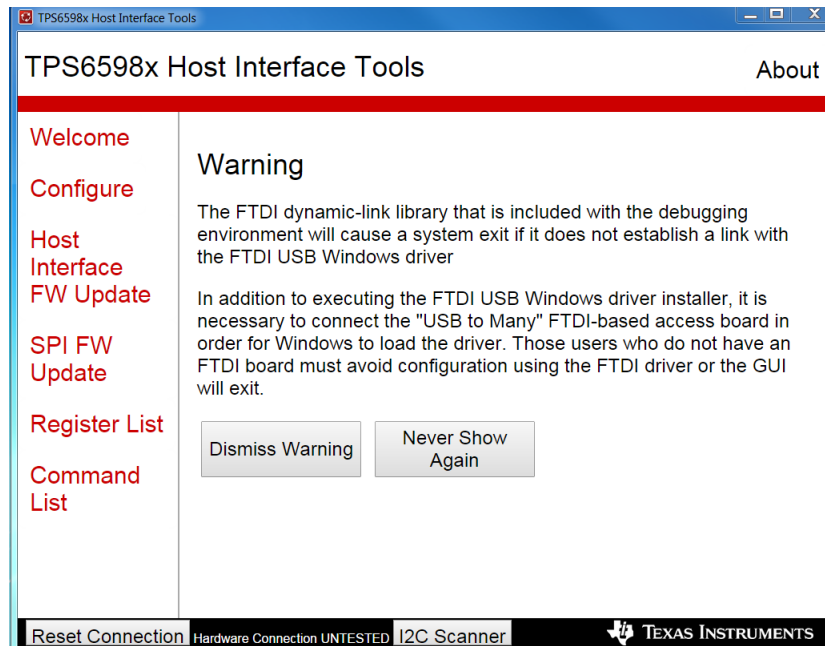 TPS6598x Host Interface Tools
TPS6598x Host Interface Tools
About
Welcome
Configure
Host
Interface
FW Update
SPI FW
Update
Register List
Command
List
Warning
The FTDI dynamic-link library that is included with the debugging
environment will cause a system exit if it does not establish a link with
the FTDI USB Windows driver
In addition to executing the FTDI USB Windows driver installer, it is
necessary to connect the "USB to Many" FTDI-based access board in
order for Windows to load the driver. Those users who do not have an
FTDI board must avoid configuration using the FTDI driver or the GUI
will exit.
Dismiss Warning
Never Show
Again
Reset Connection
Hardware Connection UNTESTED
I2C Scanner
TEXAS INSTRUMENTS